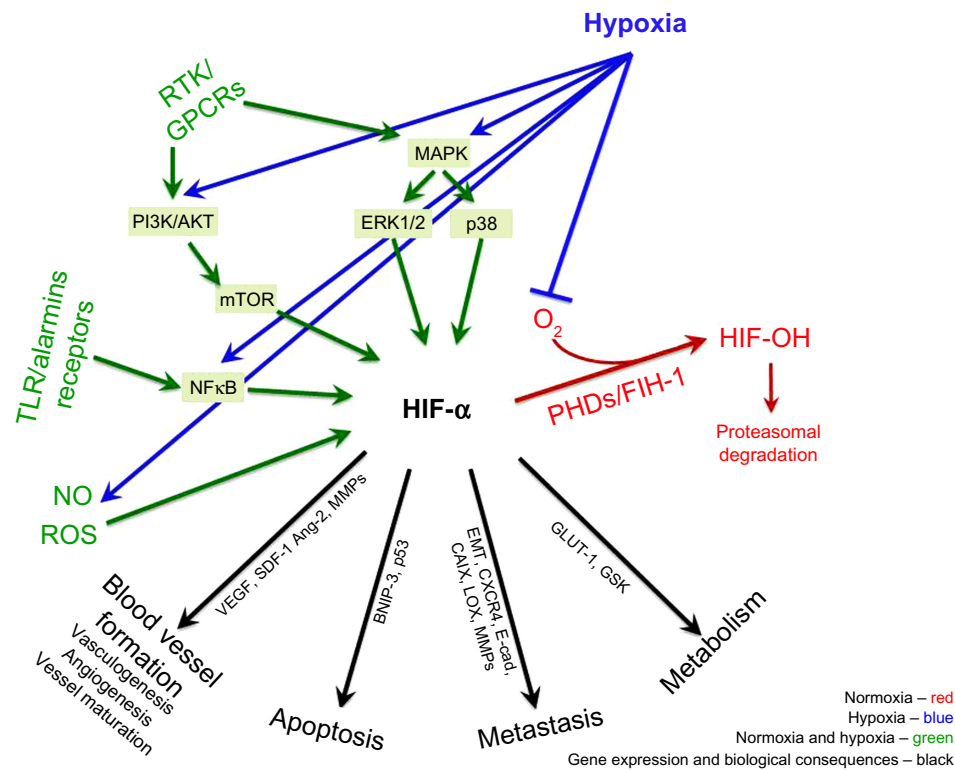 Hypoxia
RTK/
GPCRs
MAPK
PI3K/AKT
ERK1/2
p38
mTOR
TLR/alarmins
receptors
NFκB
O2
HIF-OH
PHDs/FIH-1
HIF-α
Proteasomal
degradation
NO
ROS
VEGF, SDF-1 Ang-2, MMPs
BNIP-3, p53
EMT, CXCR4, E-cad,
CAIX, LOX, MMPs
GLUT-1, GSK
Blood vessel
formation
Vasculogenesis
Angiogenesis
Vessel maturation
Apoptosis
Metastasis
Metabolism
Normoxia – red
Hypoxia – blue
Normoxia and hypoxia – green
Gene expression and biological consequences – black